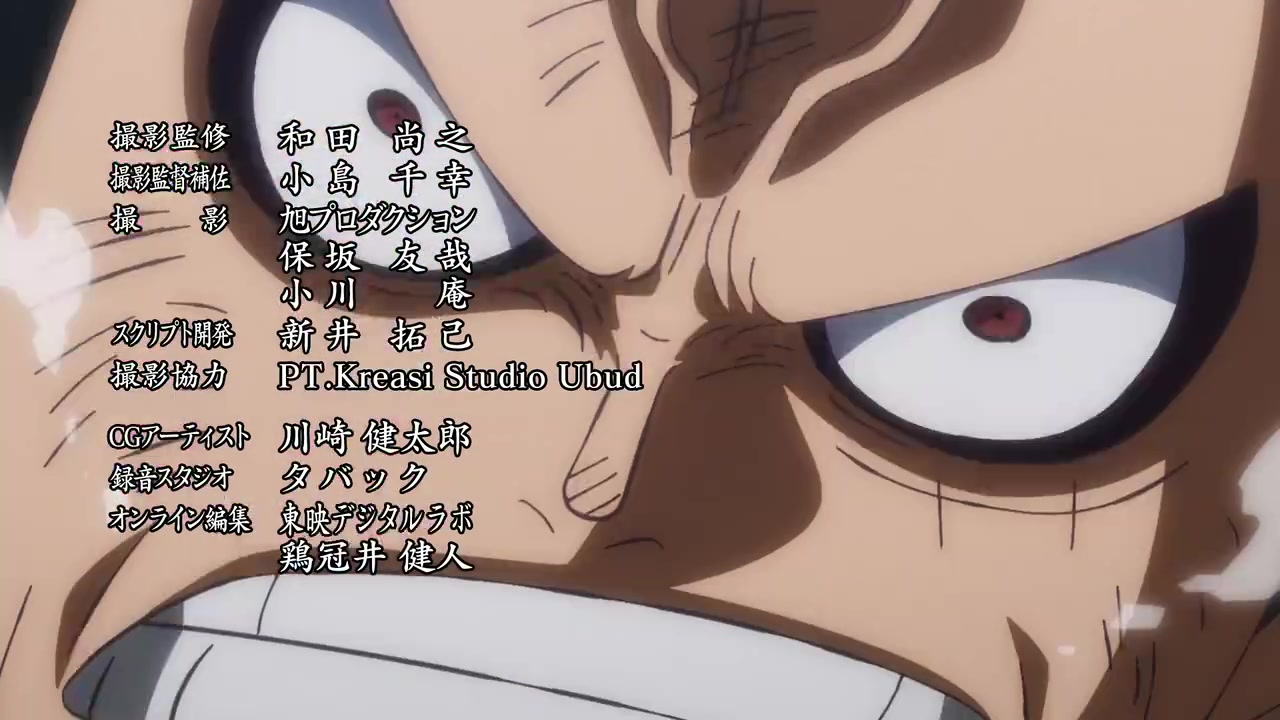 撮影監修 和田 尚之
撮影監督補佐 小島 千幸
撮影 旭プロダクション
保坂 友哉
小川 庵
スクリプト開発 新井 拓己
撮影協力 PT.Kreasi Studio Ubud
CGアーティスト 川崎 健太郎
録音スタジオ タバック
オンライン編集 東映デジタルラボ
鶏冠井 健人